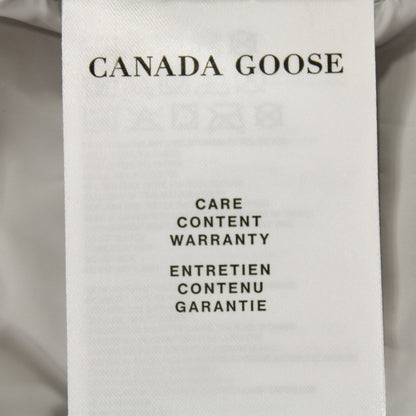 CANADA GOOSE
CARE
CONTENT
WARRANTY
ENTRETIEN
CONTENU
GARANTIE